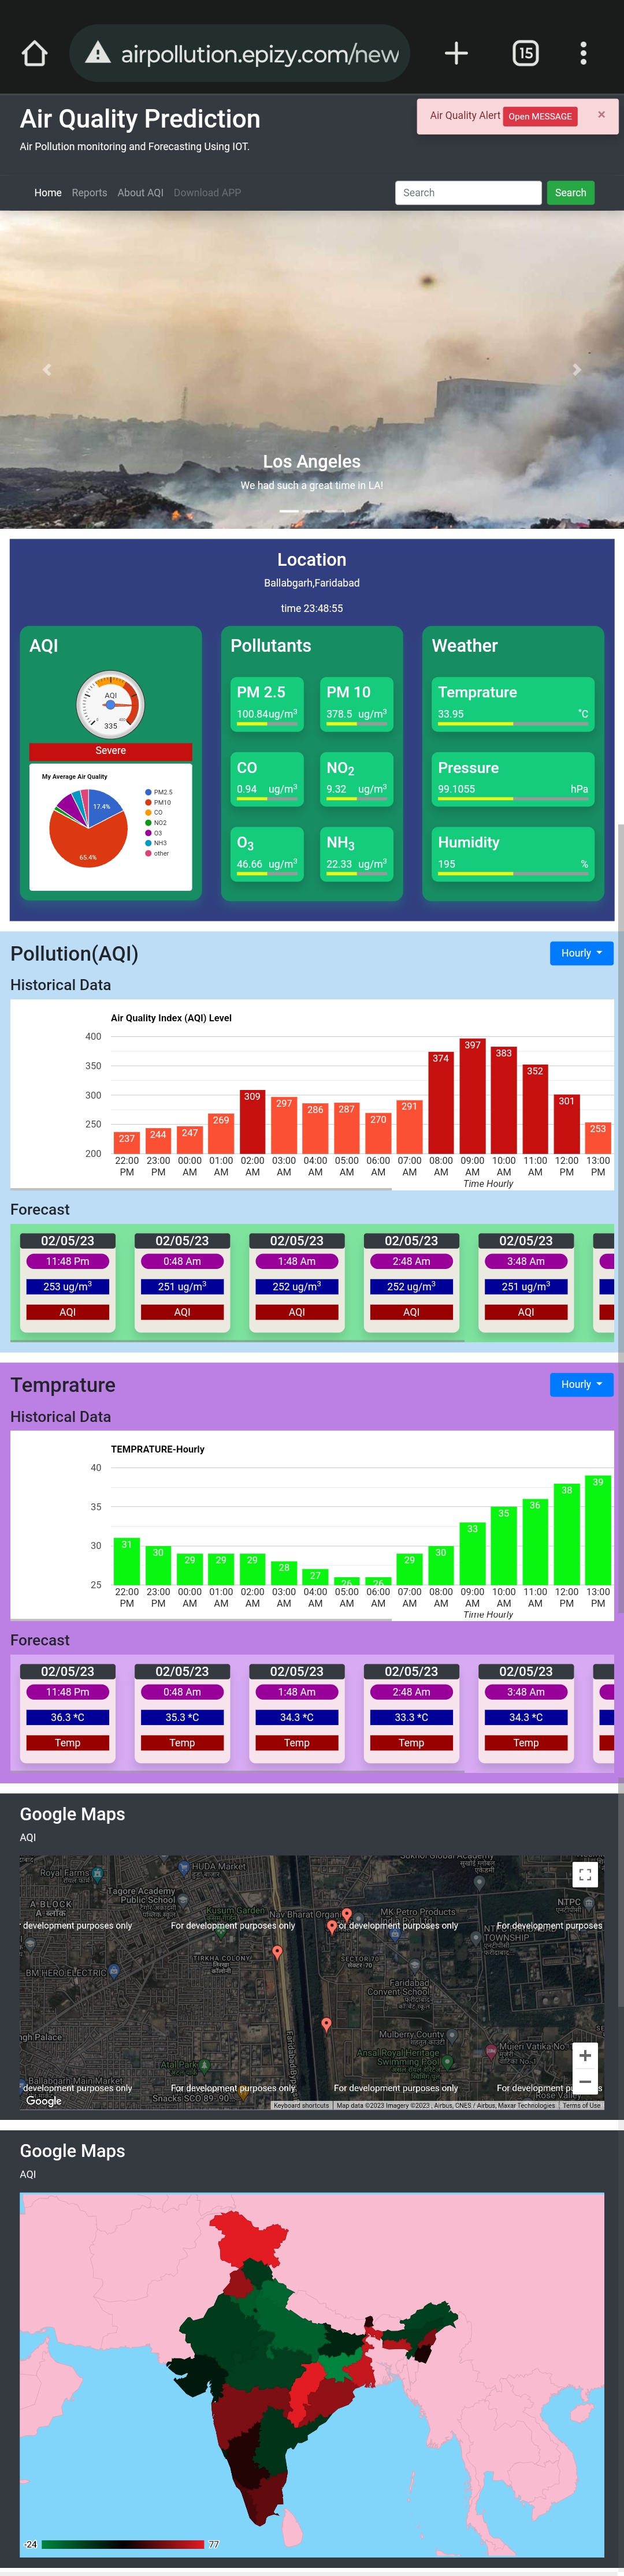 airpollution.epizy.com/new
15
Air Quality Prediction
Air Quality Alert Open MESSAGE ×
Air Pollution monitoring and Forecasting Using IOT.
Home Reports About AQI Download APP
Search Search
Los Angeles
We had such a great time in LA!
Location
Ballabgarh,Faridabad
time 23:48:55
AQI
AQI
335
Severe
My Average Air Quality
17.4%
65.4%
PM2.5
PM10
CO
NO2
O3
NH3
other
Pollutants
PM 2.5
100.84ug/m3
PM 10
378.5 ug/m3
CO
0.94 ug/m3
NO2
9.32 ug/m3
O3
46.66 ug/m3
NH3
22.33 ug/m3
Weather
Temprature
33.95 °C
Pressure
99.1055 hPa
Humidity
195 %
Pollution(AQI)
Hourly
Historical Data
Air Quality Index (AQI) Level
400
350
300
250
200
237 244 247 269 309 297 286 287 270 291 374 397 383 352 301 253
22:00 23:00 00:00 01:00 02:00 03:00 04:00 05:00 06:00 07:00 08:00 09:00 10:00 11:00 12:00 13:00
PM PM AM AM AM AM AM AM AM AM AM AM AM AM PM PM
Time Hourly
Forecast
02/05/23 02/05/23 02/05/23 02/05/23 02/05/23
11:48 Pm 0:48 Am 1:48 Am 2:48 Am 3:48 Am
253 ug/m3 251 ug/m3 252 ug/m3 252 ug/m3 251 ug/m3
AQI AQI AQI AQI AQI
Temprature
Hourly
Historical Data
TEMPRATURE-Hourly
40
35
30
25
31 30 29 29 29 28 27 26 26 29 30 33 35 36 38 39
22:00 23:00 00:00 01:00 02:00 03:00 04:00 05:00 06:00 07:00 08:00 09:00 10:00 11:00 12:00 13:00
PM PM AM AM AM AM AM AM AM AM AM AM AM AM PM PM
Time Hourly
Forecast
02/05/23 02/05/23 02/05/23 02/05/23 02/05/23
11:48 Pm 0:48 Am 1:48 Am 2:48 Am 3:48 Am
36.3 *C 35.3 *C 34.3 *C 33.3 *C 34.3 *C
Temp Temp Temp Temp Temp
Google Maps
AQI
HUDA Market
हुडा बाजार
Royal Farms
Tagore Academy
Public School
A BLOCK
A ब्लॉक
Kusum Garden
Nav Bharat Organi
MK Petro Products
NTPC
development purposes only For development purposes only or development purposes only For development purposes
TOWNSHIP
TIRKHA COLONY
SECTOR 70
सेक्टर-70
BM HERO ELECTRIC
Faridabad
Convent School
Mulberry County
Mujeri Vatika No
Ansal Royal Heritage
Swimming Pool
gh Palace
Atal Park
Ballabgarh Main Market
development purposes only For development purposes only For development purposes only For development purposes
Snacks SCO 89-90
Google
Keyboard shortcuts Map data ©2023 Imagery ©2023 , Airbus, CNES / Airbus, Maxar Technologies Terms of Use
Google Maps
AQI
-24 77